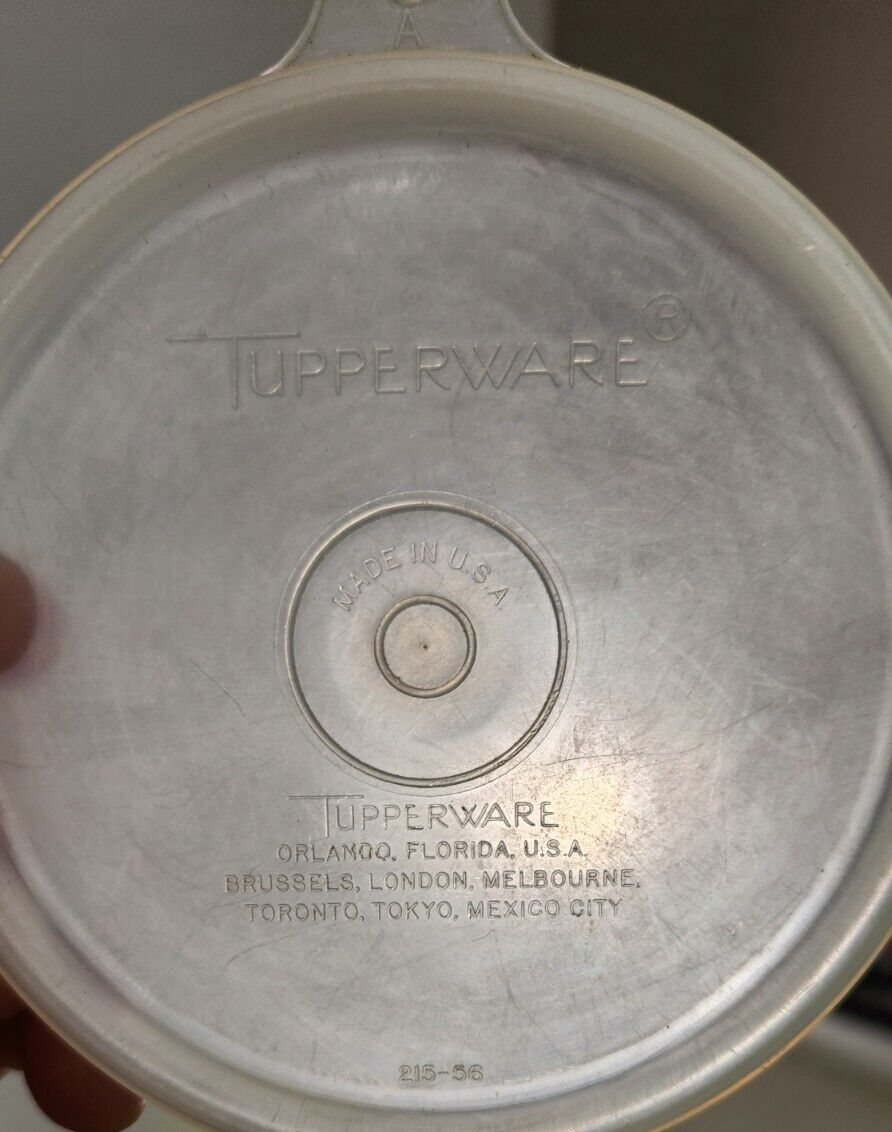 A
TUPPERWARE®
MADE IN U.S.A.
TUPPERWARE
ORLANDO, FLORIDA, U.S.A.
BRUSSELS, LONDON, MELBOURNE,
TORONTO, TOKYO, MEXICO CITY
215-56